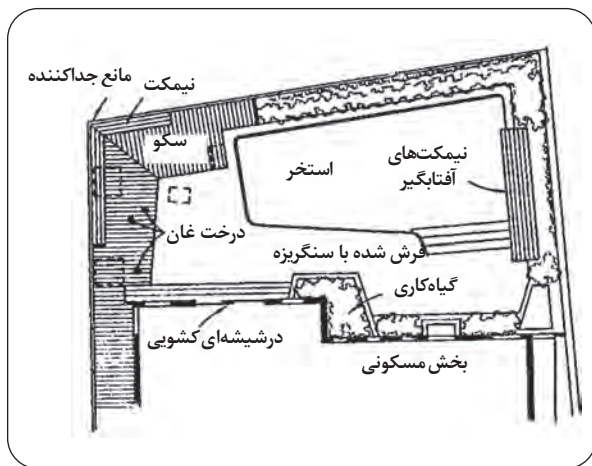 مانع جداکننده
نیمکت
سکو
استخر
نیمکت‌های
آفتابگیر
درخت غان
فرش شده با سنگریزه
گیاه‌کاری
درشیشه‌ای کشویی
بخش مسکونی